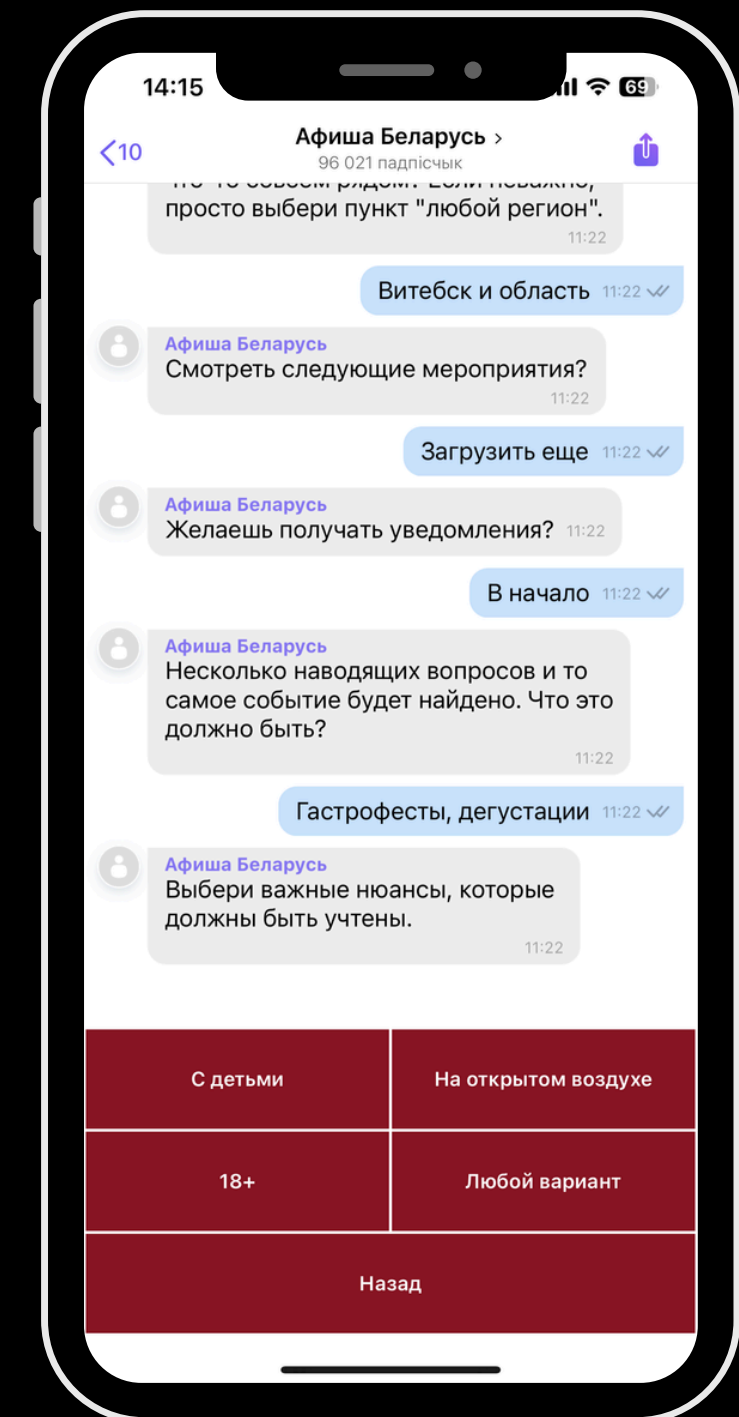 14:15
69
10
Афиша Беларусь
96 021 падпісчык
просто выбери пункт "любой регион".
11:22
Витебск и область 11:22
Афиша Беларусь
Смотреть следующие мероприятия?
11:22
Загрузить еще 11:22
Афиша Беларусь
Желаешь получать уведомления? 11:22
В начало 11:22
Афиша Беларусь
Несколько наводящих вопросов и то
самое событие будет найдено. Что это
должно быть?
11:22
Гастрофесты, дегустации 11:22
Афиша Беларусь
Выбери важные нюансы, которые
должны быть учтены.
11:22
С детьми
На открытом воздухе
18+
Любой вариант
Назад